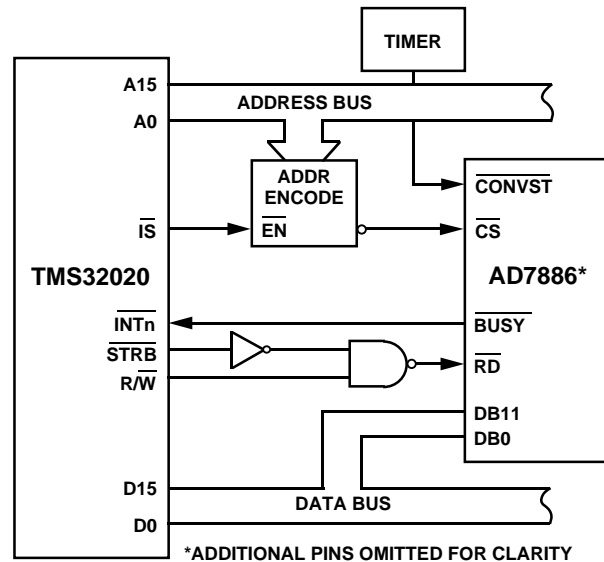 TIMER
A15
ADDRESS BUS
A0
ADDR
ENCODE
CONVST
IS
EN
CS
TMS32020
AD7886*
INTn
BUSY
STRB
R/W
RD
DB11
DB0
D15
DATA BUS
D0
*ADDITIONAL PINS OMITTED FOR CLARITY